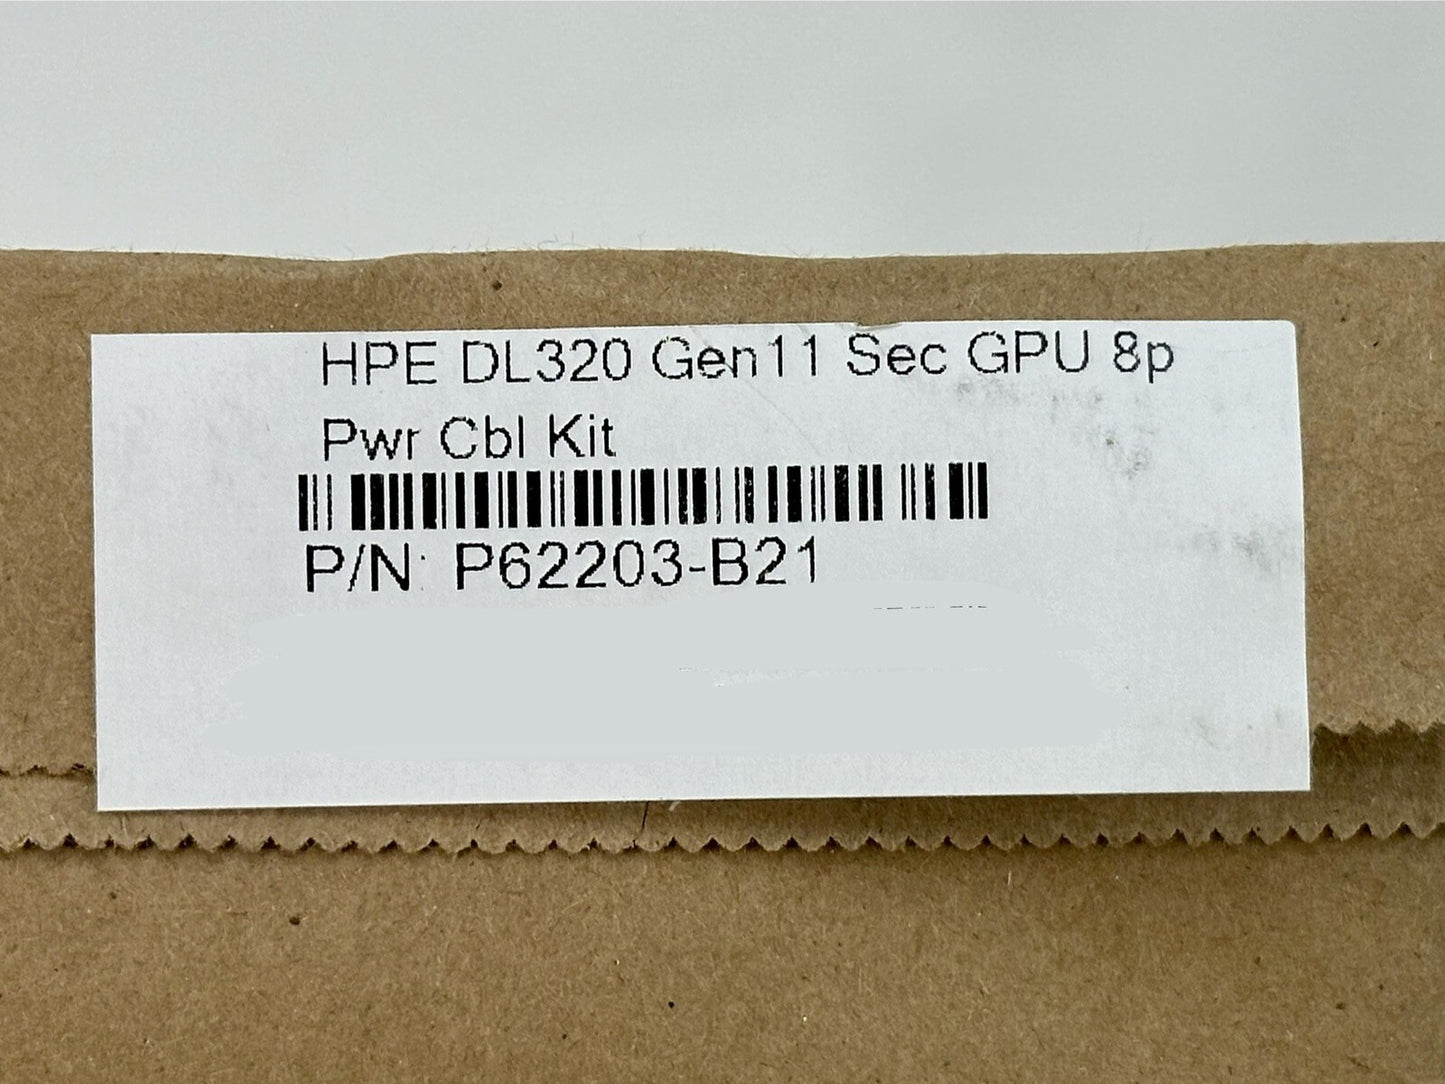 HPE DL320 Gen11 Sec GPU 8p
Pwr Cbl Kit
P/N: P62203-B21